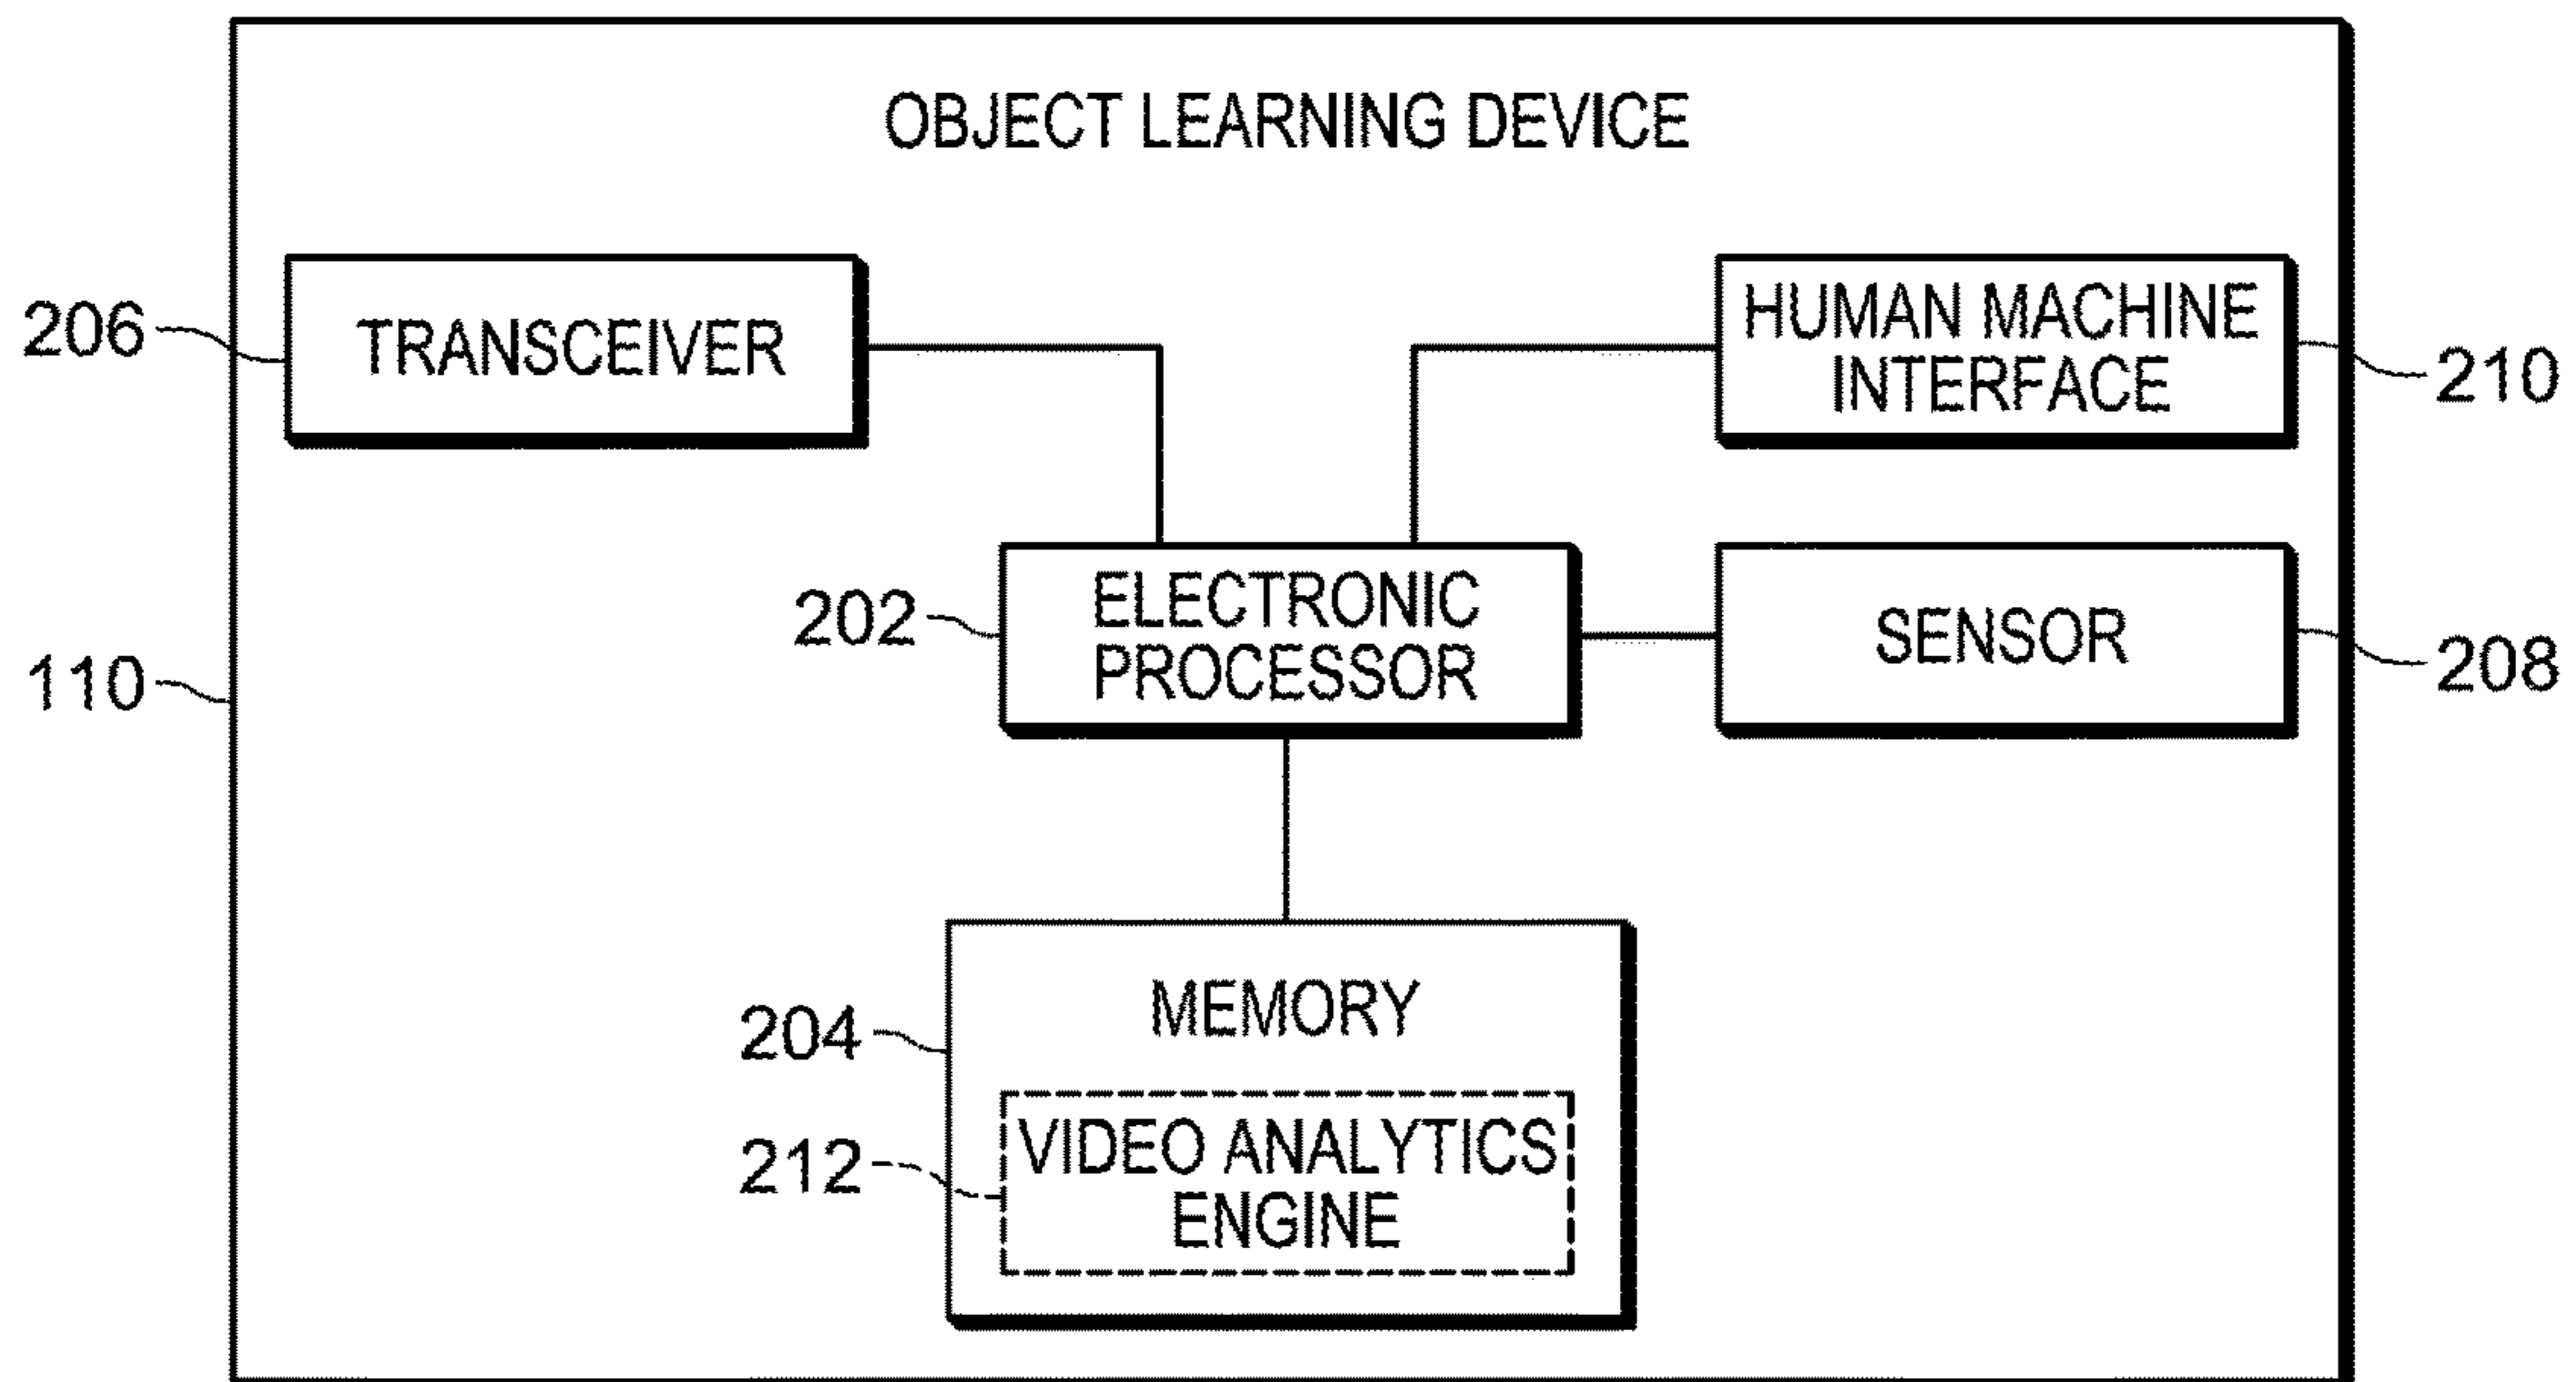 OBJECT LEARNING DEVICE
206
TRANSCEIVER
HUMAN MACHINE
INTERFACE
210
202
ELECTRONIC
PROCESSOR
SENSOR
208
110
204
MEMORY
212
VIDEO ANALYTICS
ENGINE